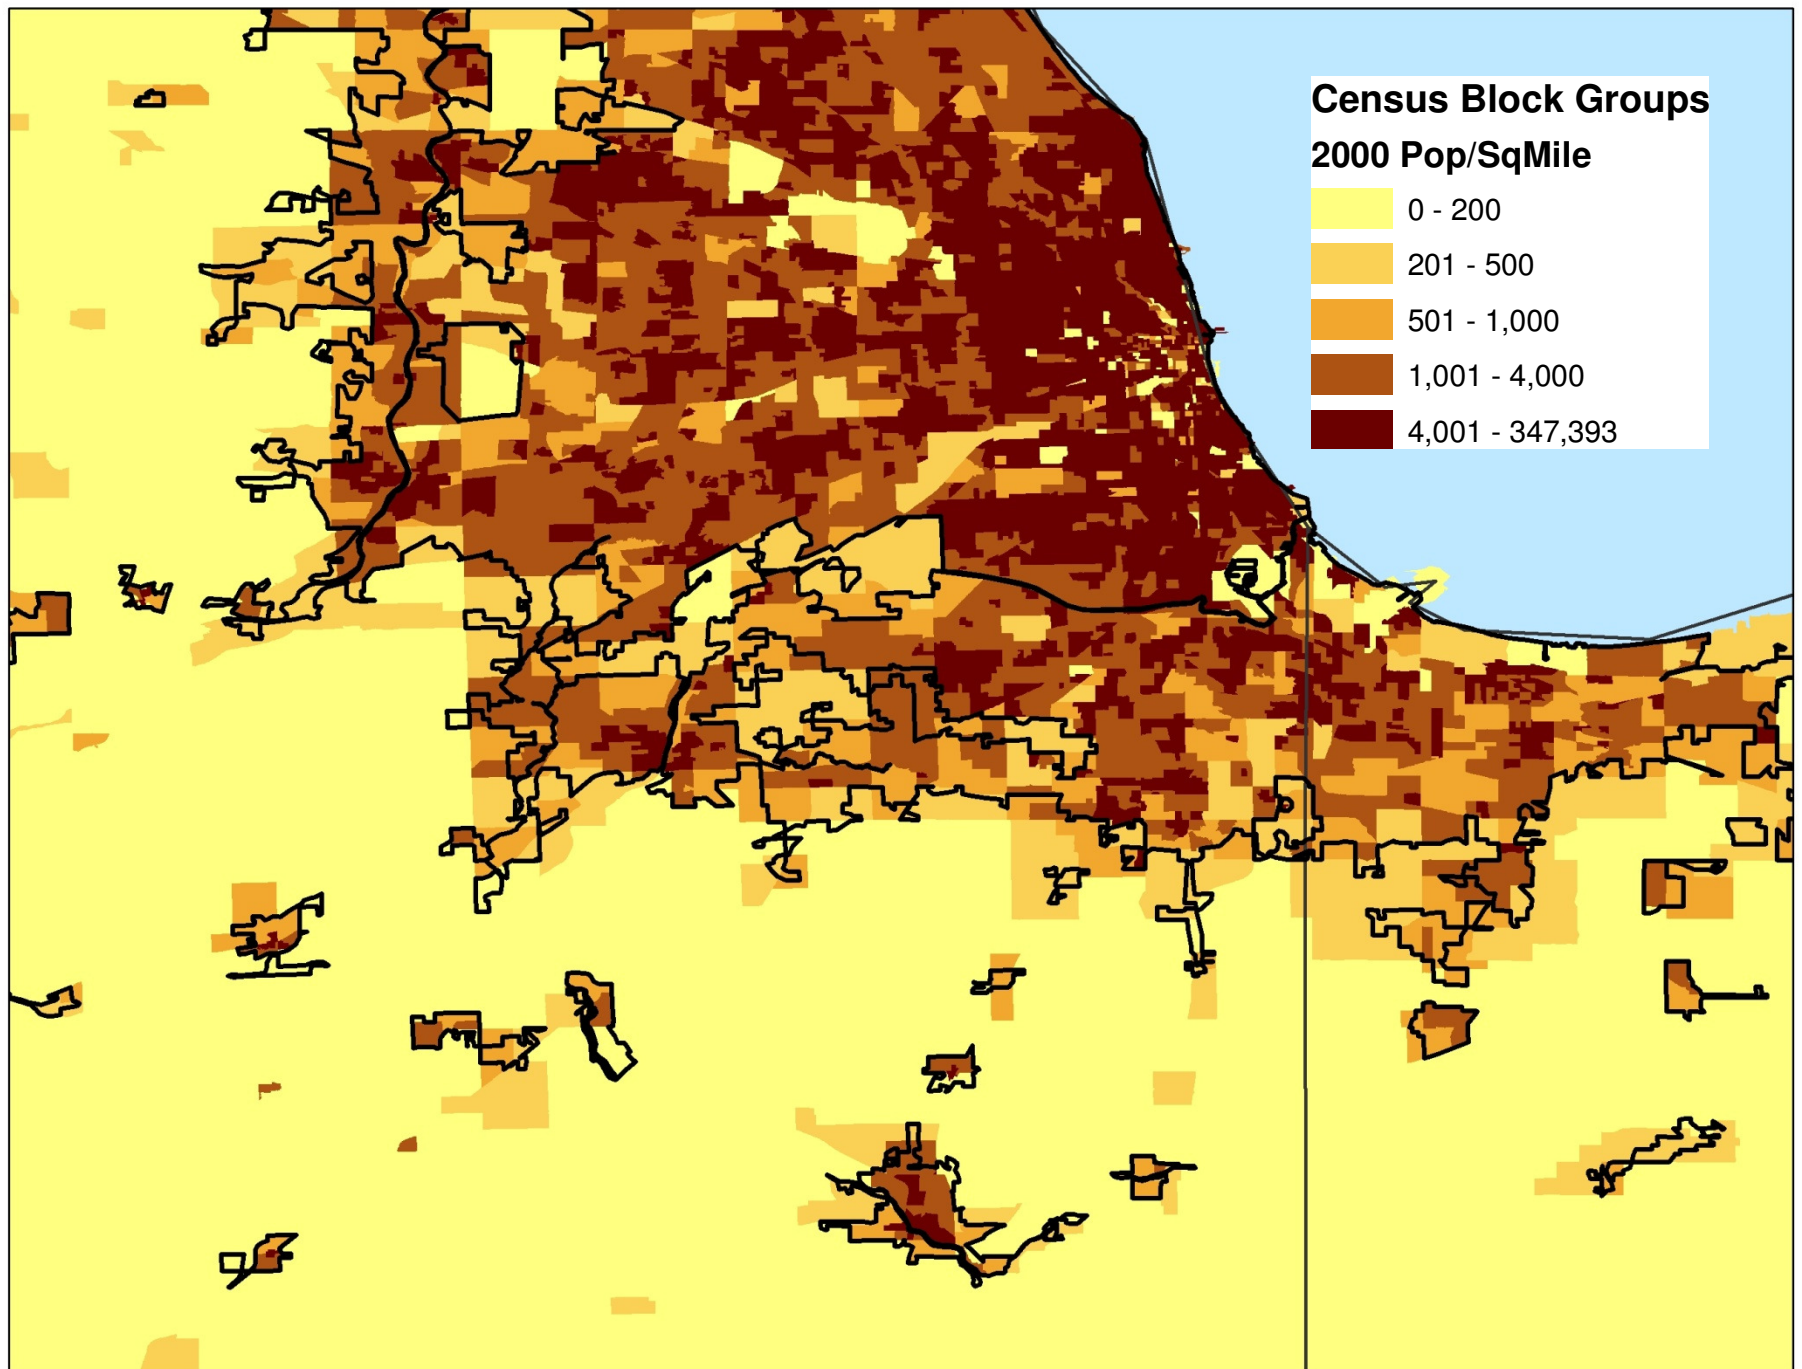 Census Block Groups
2000 Pop/SqMile
0 - 200
201 - 500
501 - 1,000
1,001 - 4,000
4,001 - 347,393